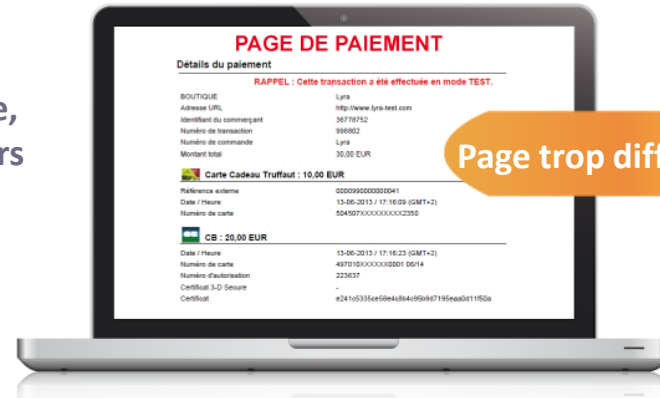 PAGE DE PAIEMENT
Détails du paiement
RAPPEL : Cette transaction a été effectuée en mode TEST.
BOUTIQUE Lyra
Adresse URL http://www.lyra-test.com
Identifiant du commerçant 36778752
Numéro de transaction 998802
Numéro de commande Lyra
Montant total 30,00 EUR
e,
rs
Page trop diff
Carte Cadeau Truffaut : 10,00 EUR
Référence externe 0000990000000041
Date / Heure 13-06-2013 / 17:16:09 (GMT+2)
Numéro de carte 504507XXXXXXXXX2350
CB : 20,00 EUR
Date / Heure 13-06-2013 / 17:16:23 (GMT+2)
Numéro de carte 497010XXXXXX0001 06/14
Numéro d'autorisation 223637
Certificat 3-D Secure -
Certificat